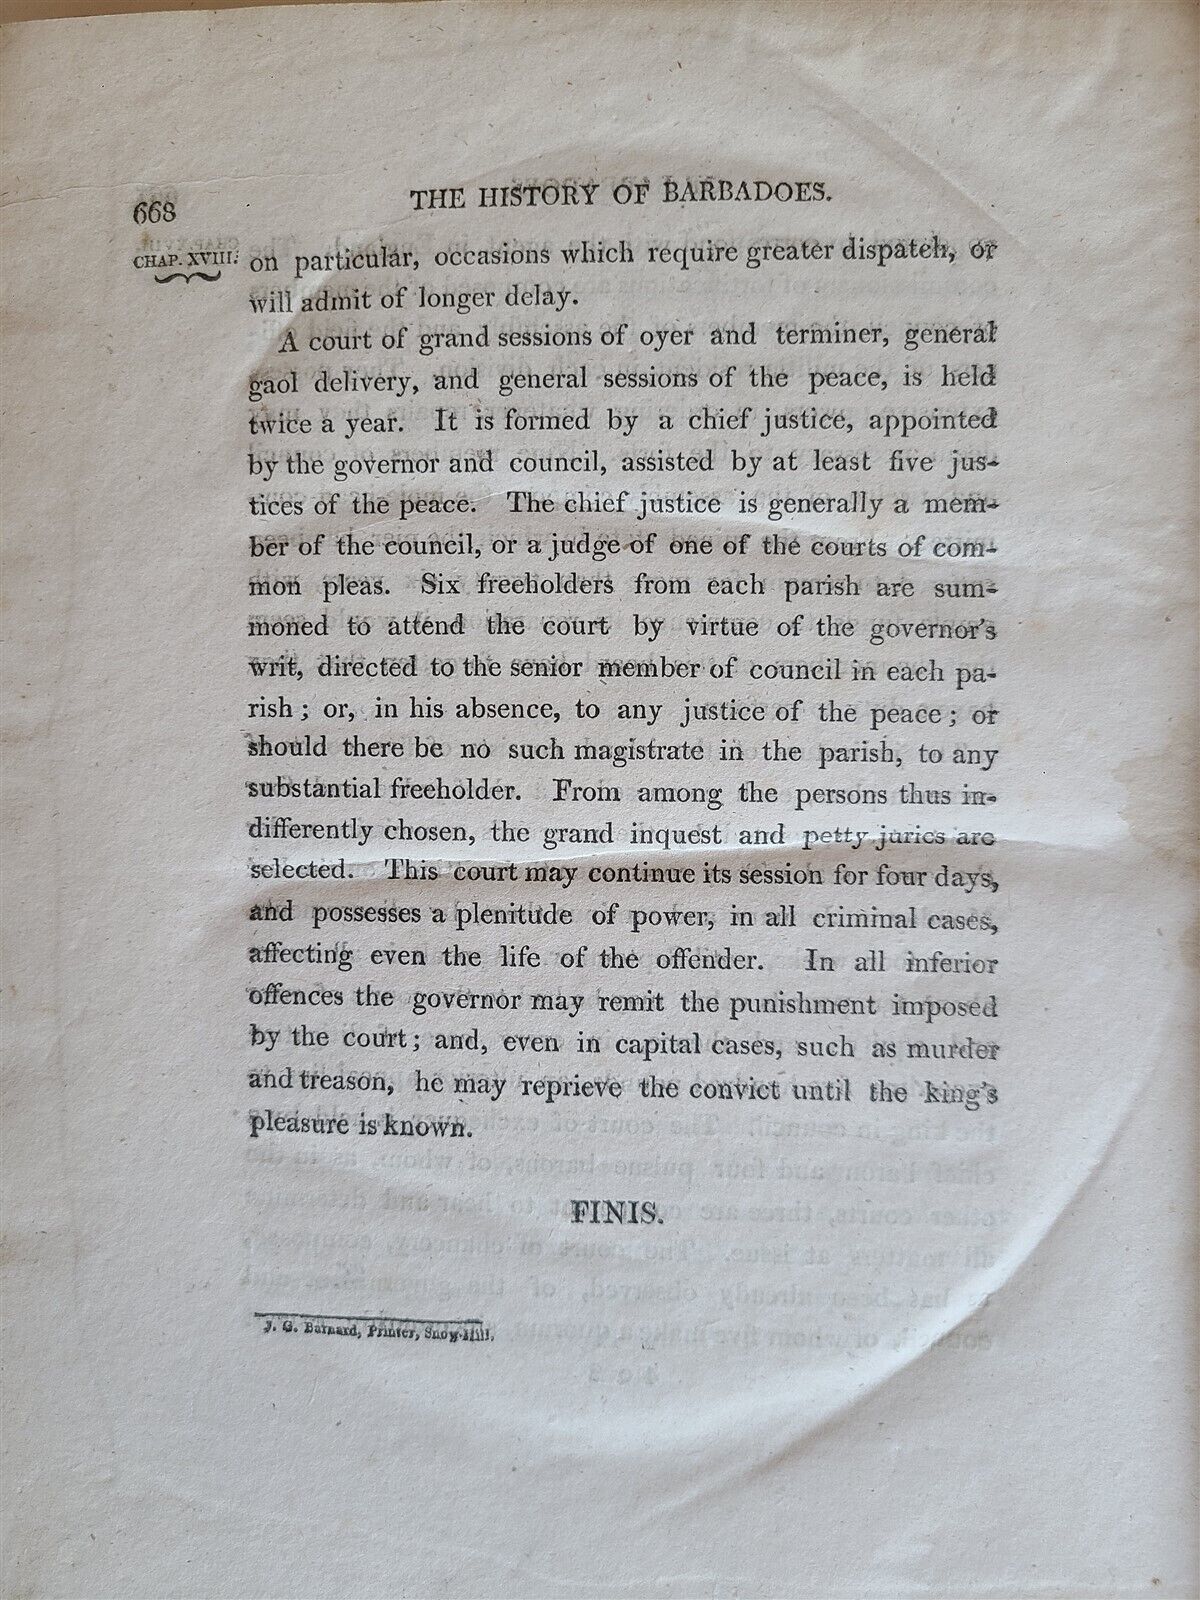 668
THE HISTORY OF BARBADOES.
CHAP. XVIII.
on particular, occasions which require greater dispatch, or
will admit of longer delay.
A court of grand sessions of oyer and terminer, general
gaol delivery, and general sessions of the peace, is held
twice a year. It is formed by a chief justice, appointed
by the governor and council, assisted by at least five jus-
tices of the peace. The chief justice is generally a mem-
ber of the council, or a judge of one of the courts of com-
mon pleas. Six freeholders from each parish are sum-
moned to attend the court by virtue of the governor's
writ, directed to the senior member of council in each pa-
rish; or, in his absence, to any justice of the peace; or
should there be no such magistrate in the parish, to any
substantial freeholder. From among the persons thus in-
differently chosen, the grand inquest and petty juries are
selected. This court may continue its session for four days,
and possesses a plenitude of power, in all criminal cases,
affecting even the life of the offender. In all inferior
offences the governor may remit the punishment imposed
by the court; and, even in capital cases, such as murder
and treason, he may reprieve the convict until the king's
pleasure is known.
FINIS.
J. G. Barnard, Printer, Snow-Hill.